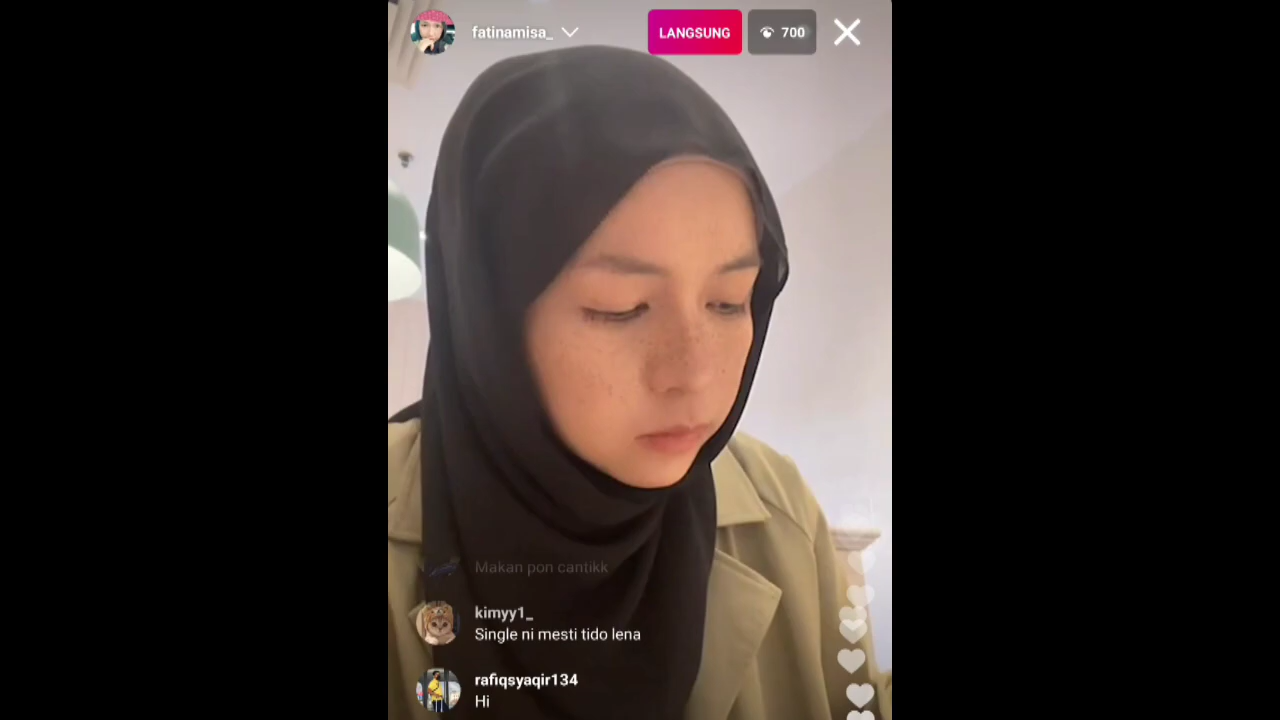 fatinamisa_
LANGSUNG
700
Makan pon cantikk
kimyy1_
Single ni mesti tido lena
rafiqsyaqir134
Hi